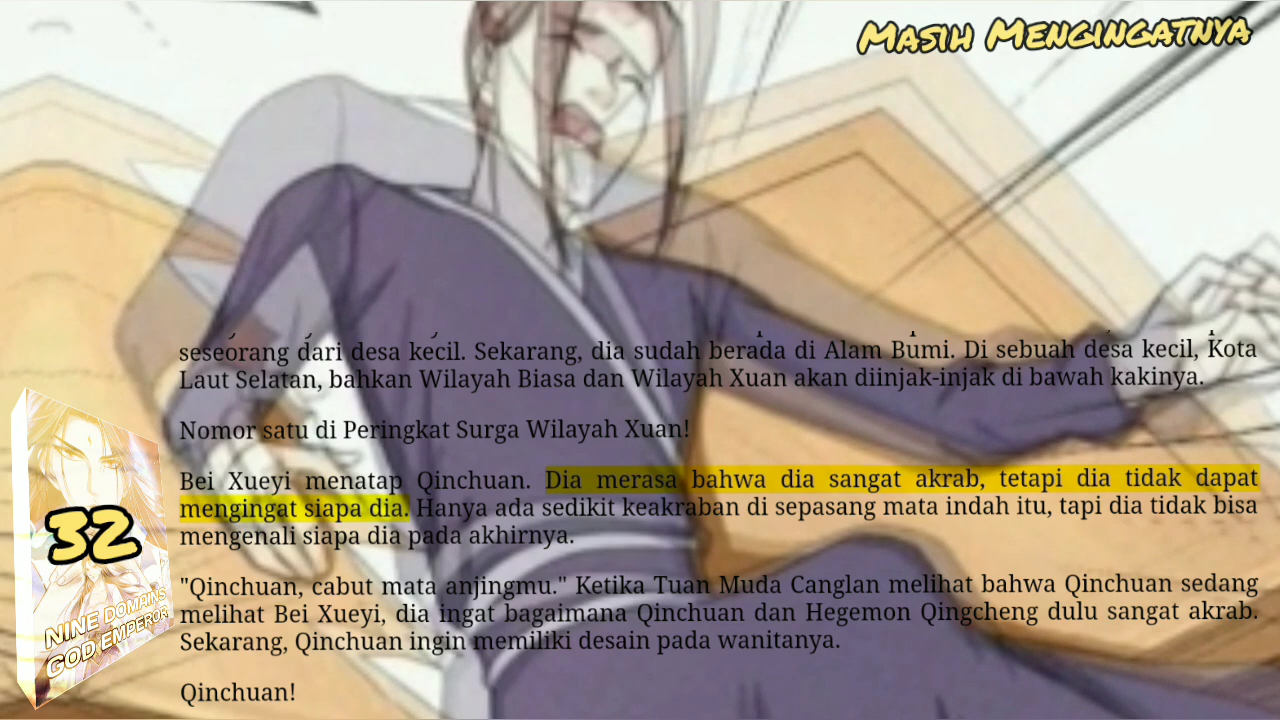 Masih Mengingatnya
seseorang dari desa kecil. Sekarang, dia sudah berada di Alam Bumi. Di sebuah desa kecil, Kota
Laut Selatan, bahkan Wilayah Biasa dan Wilayah Xuan akan diinjak-injak di bawah kakinya.
Nomor satu di Peringkat Surga Wilayah Xuan!
Bei Xueyi menatap Qinchuan. Dia merasa bahwa dia sangat akrab, tetapi dia tidak dapat
mengingat siapa dia. Hanya ada sedikit keakraban di sepasang mata indah itu, tapi dia tidak bisa
mengenali siapa dia pada akhirnya.
"Qinchuan, cabut mata anjingmu." Ketika Tuan Muda Canglan melihat bahwa Qinchuan sedang
melihat Bei Xueyi, dia ingat bagaimana Qinchuan dan Hegemon Qingcheng dulu sangat akrab.
Sekarang, Qinchuan ingin memiliki desain pada wanitanya.
Qinchuan!
32
NINE DOMAINS
GOD EMPEROR